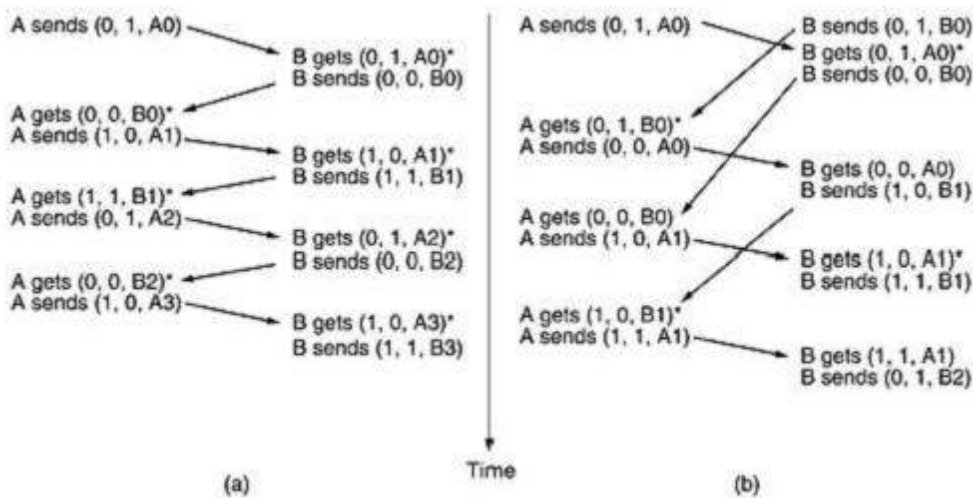 A sends (0, 1, A0)
B gets (0, 1, A0)*
B sends (0, 0, B0)
A gets (0, 0, B0)*
A sends (1, 0, A1)
B gets (1, 0, A1)*
B sends (1, 1, B1)
A gets (1, 1, B1)*
A sends (0, 1, A2)
B gets (0, 1, A2)*
B sends (0, 0, B2)
A gets (0, 0, B2)*
A sends (1, 0, A3)
B gets (1, 0, A3)*
B sends (1, 1, B3)
(a)
Time
A sends (0, 1, A0)
B sends (0, 1, B0)
B gets (0, 1, A0)*
B sends (0, 0, B0)
A gets (0, 1, B0)*
A sends (0, 0, A0)
B gets (0, 0, A0)
B sends (1, 0, B1)
A gets (0, 0, B0)
A sends (1, 0, A1)
B gets (1, 0, A1)*
B sends (1, 1, B1)
A gets (1, 0, B1)*
A sends (1, 1, A1)
B gets (1, 1, A1)
B sends (0, 1, B2)
(b)